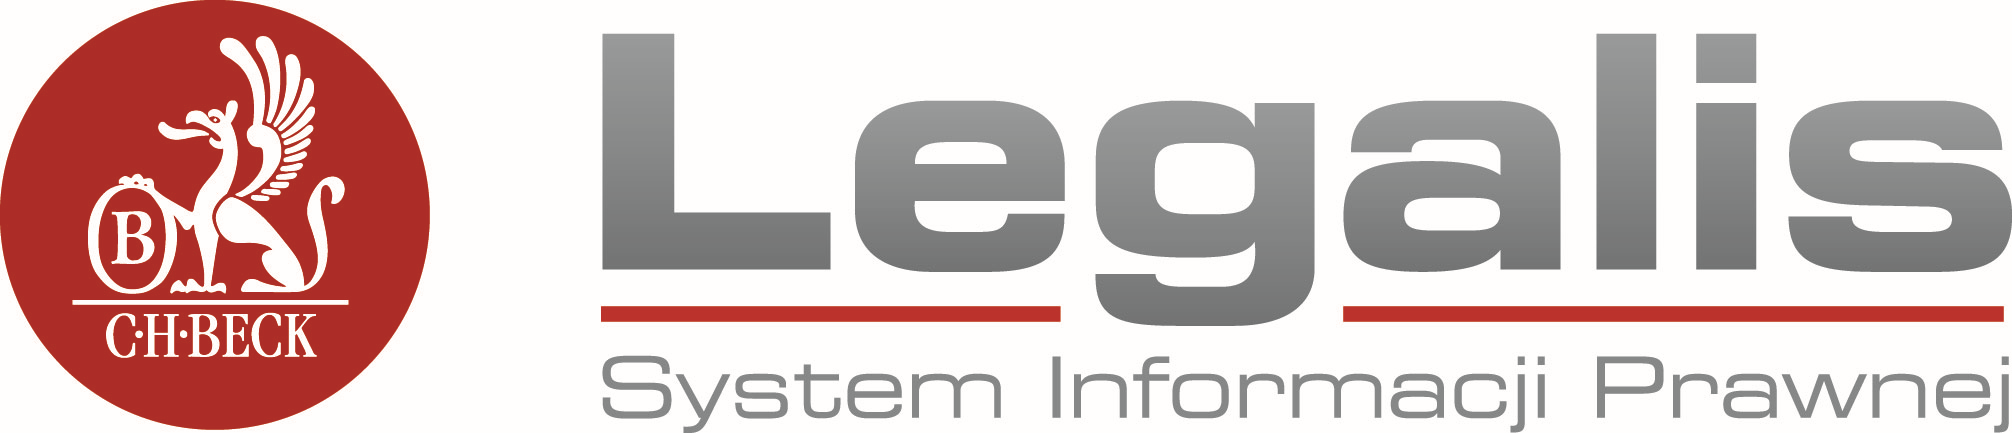 B
C·H·BECK
Legalis
System Informacji Prawnej